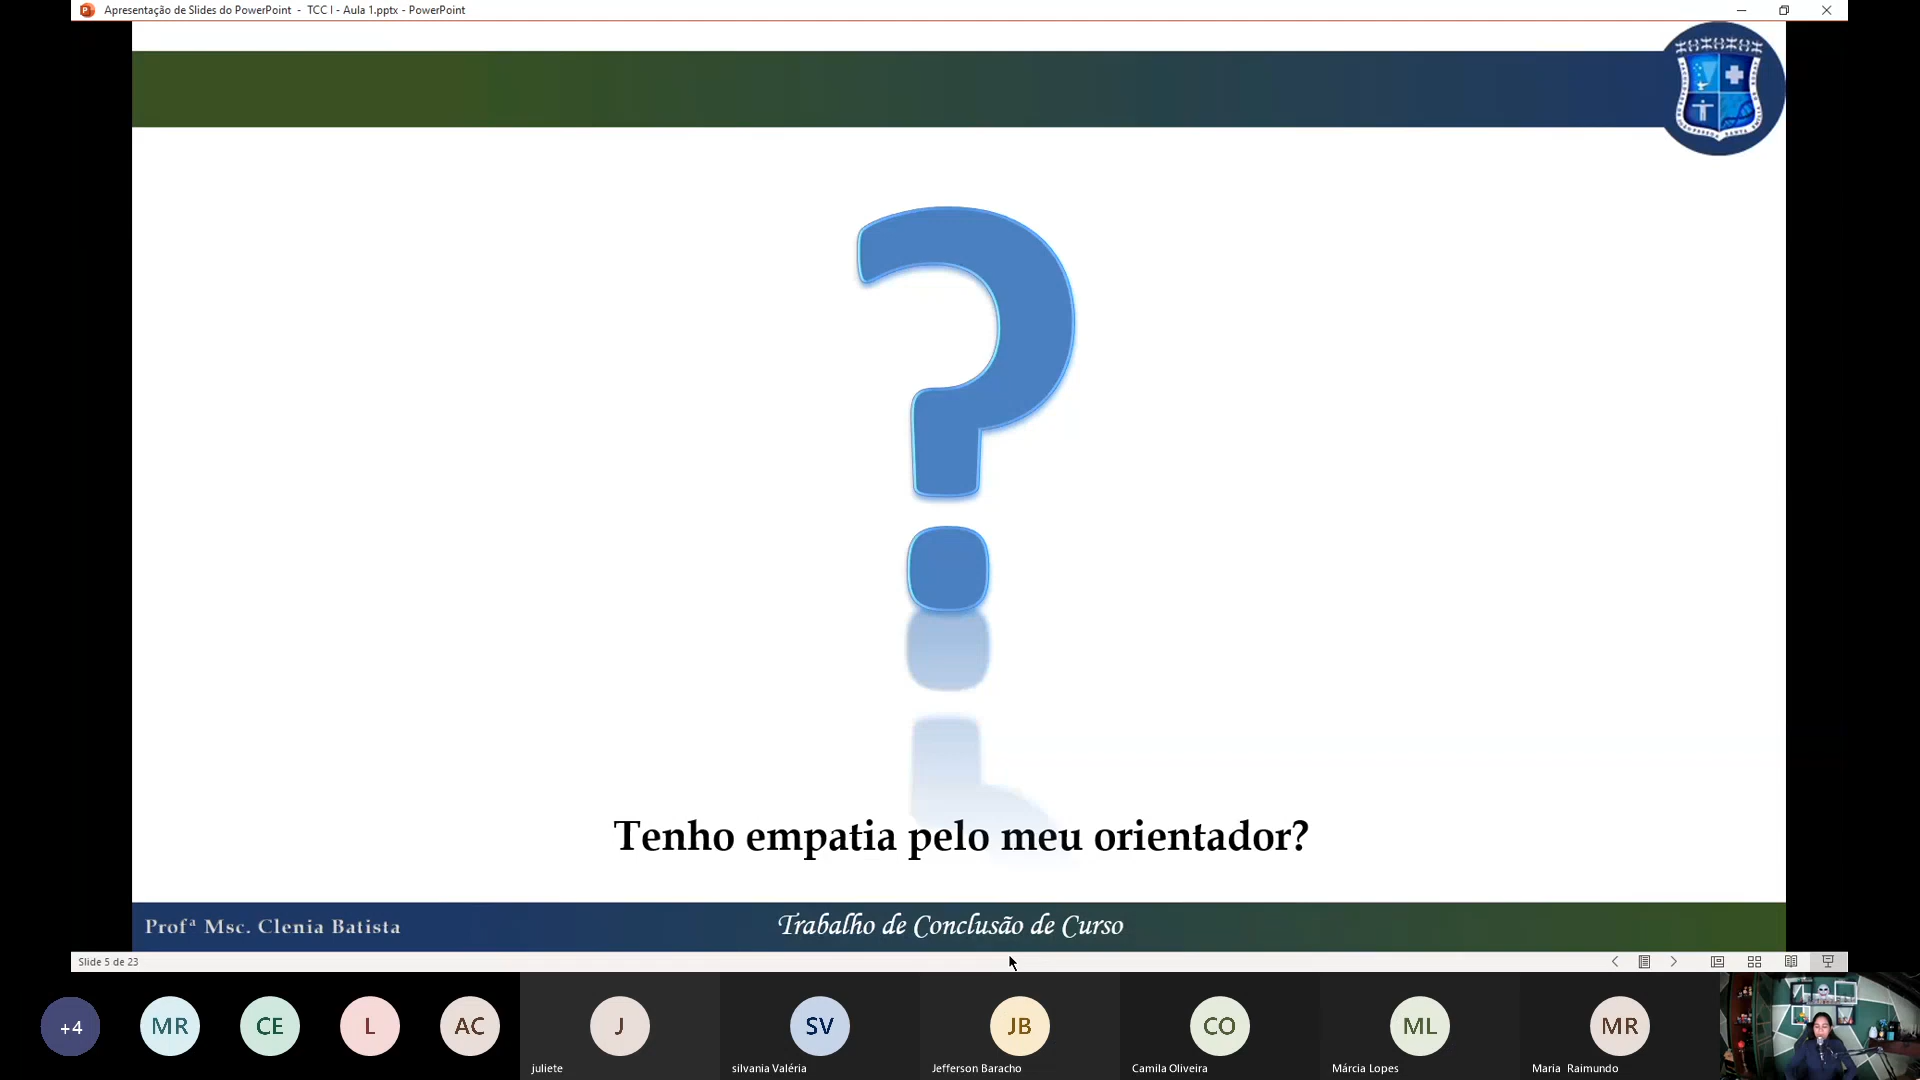 Apresentação de Slides do PowerPoint - TCC I - Aula 1.pptx - PowerPoint
?
Tenho empatia pelo meu orientador?
Profª Msc. Clenia Batista
Trabalho de Conclusão de Curso
Slide 5 de 23
+4
MR
CE
L
AC
J
SV
JB
CO
ML
MR
juliete
silvania Valéria
Jefferson Baracho
Camila Oliveira
Márcia Lopes
Maria Raimundo